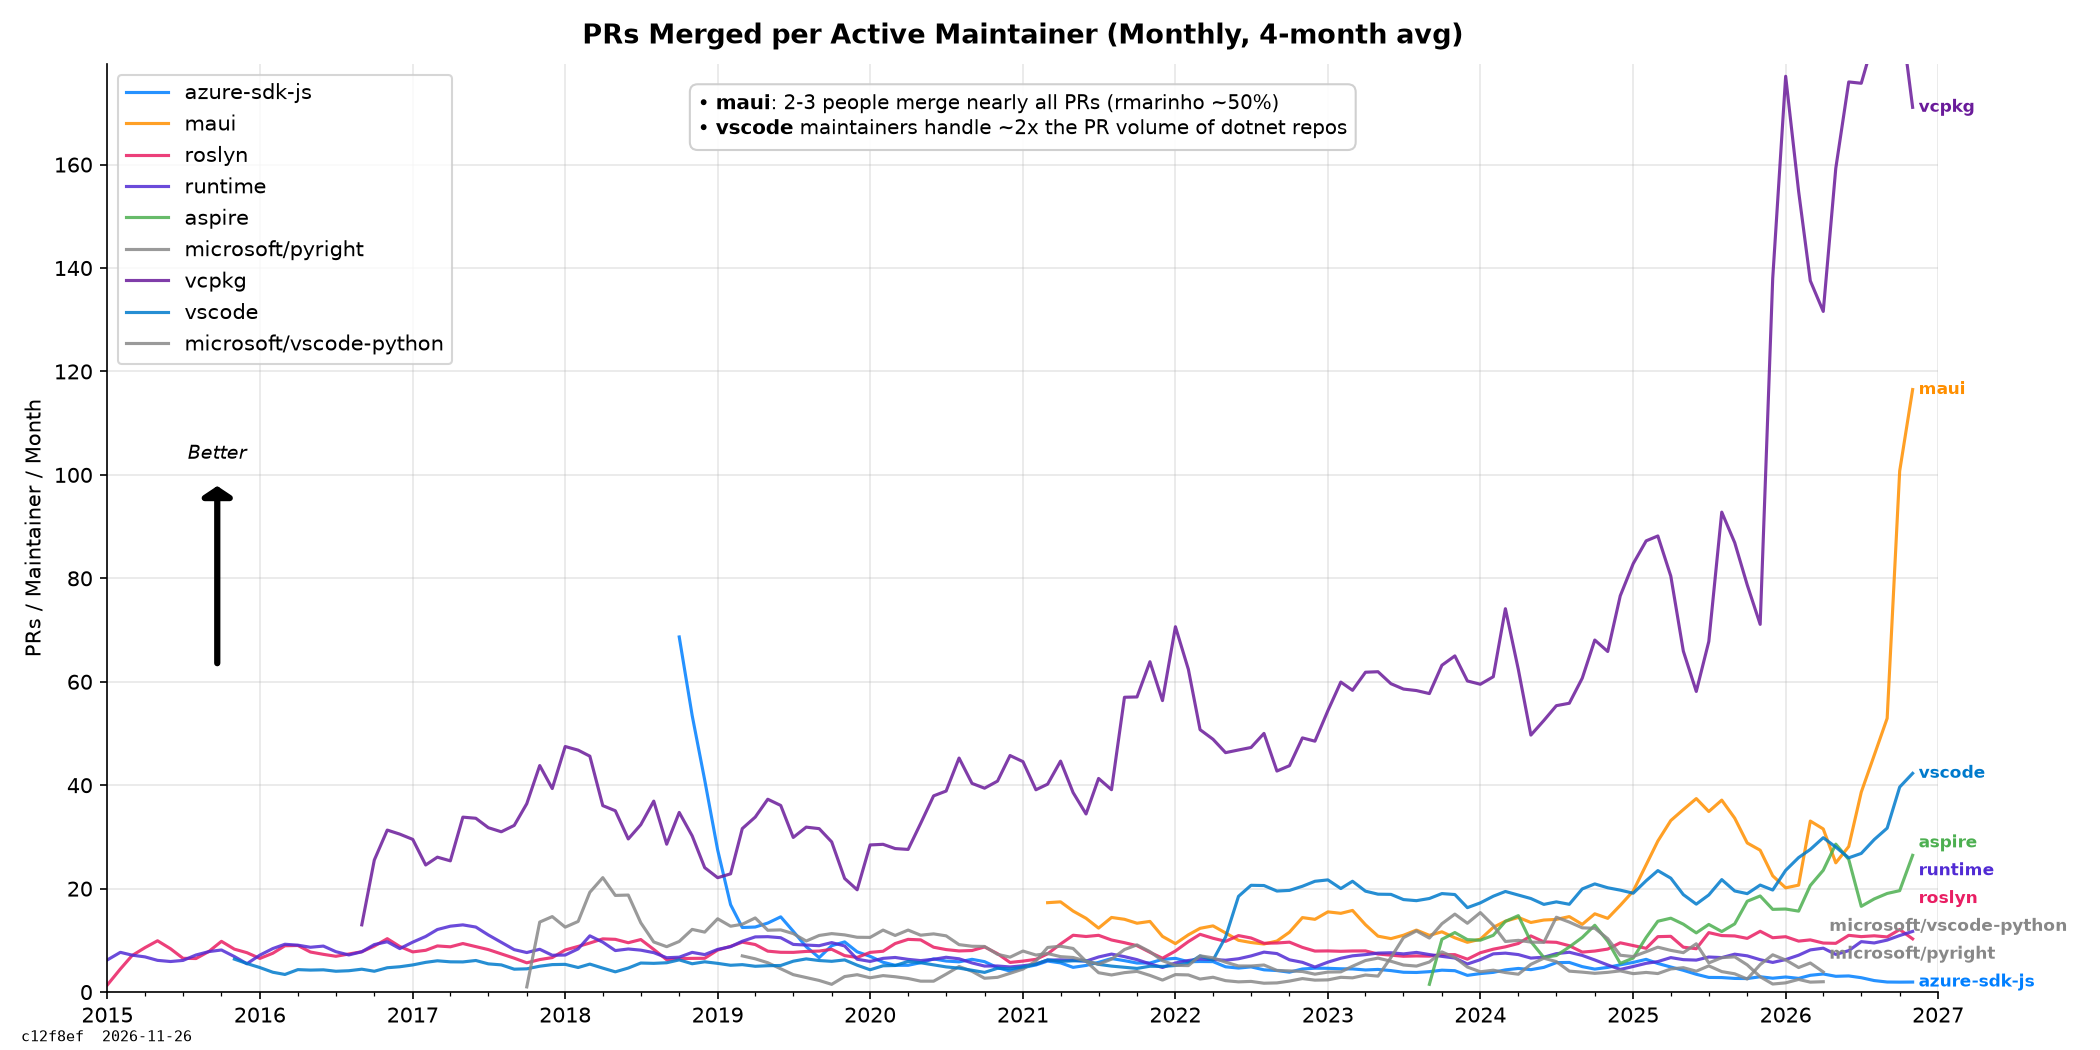 PRs Merged per Active Maintainer (Monthly, 4-month avg)
azure-sdk-js
maui
roslyn
runtime
aspire
microsoft/pyright
vcpkg
vscode
microsoft/vscode-python
• maui: 2-3 people merge nearly all PRs (rmarinho ~50%)
• vscode maintainers handle ~2x the PR volume of dotnet repos
PRs / Maintainer / Month
160
140
120
100
80
60
40
20
0
Better
vcpkg
maui
vscode
aspire
runtime
roslyn
microsoft/vscode-python
microsoft/pyright
azure-sdk-js
2015 2016 2017 2018 2019 2020 2021 2022 2023 2024 2025 2026 2027
c12f8ef 2026-11-26